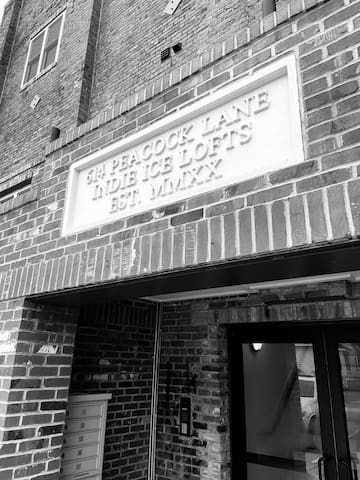 614 PEACOCK LANE
INDIE ICE LOFTS
EST. MMXX